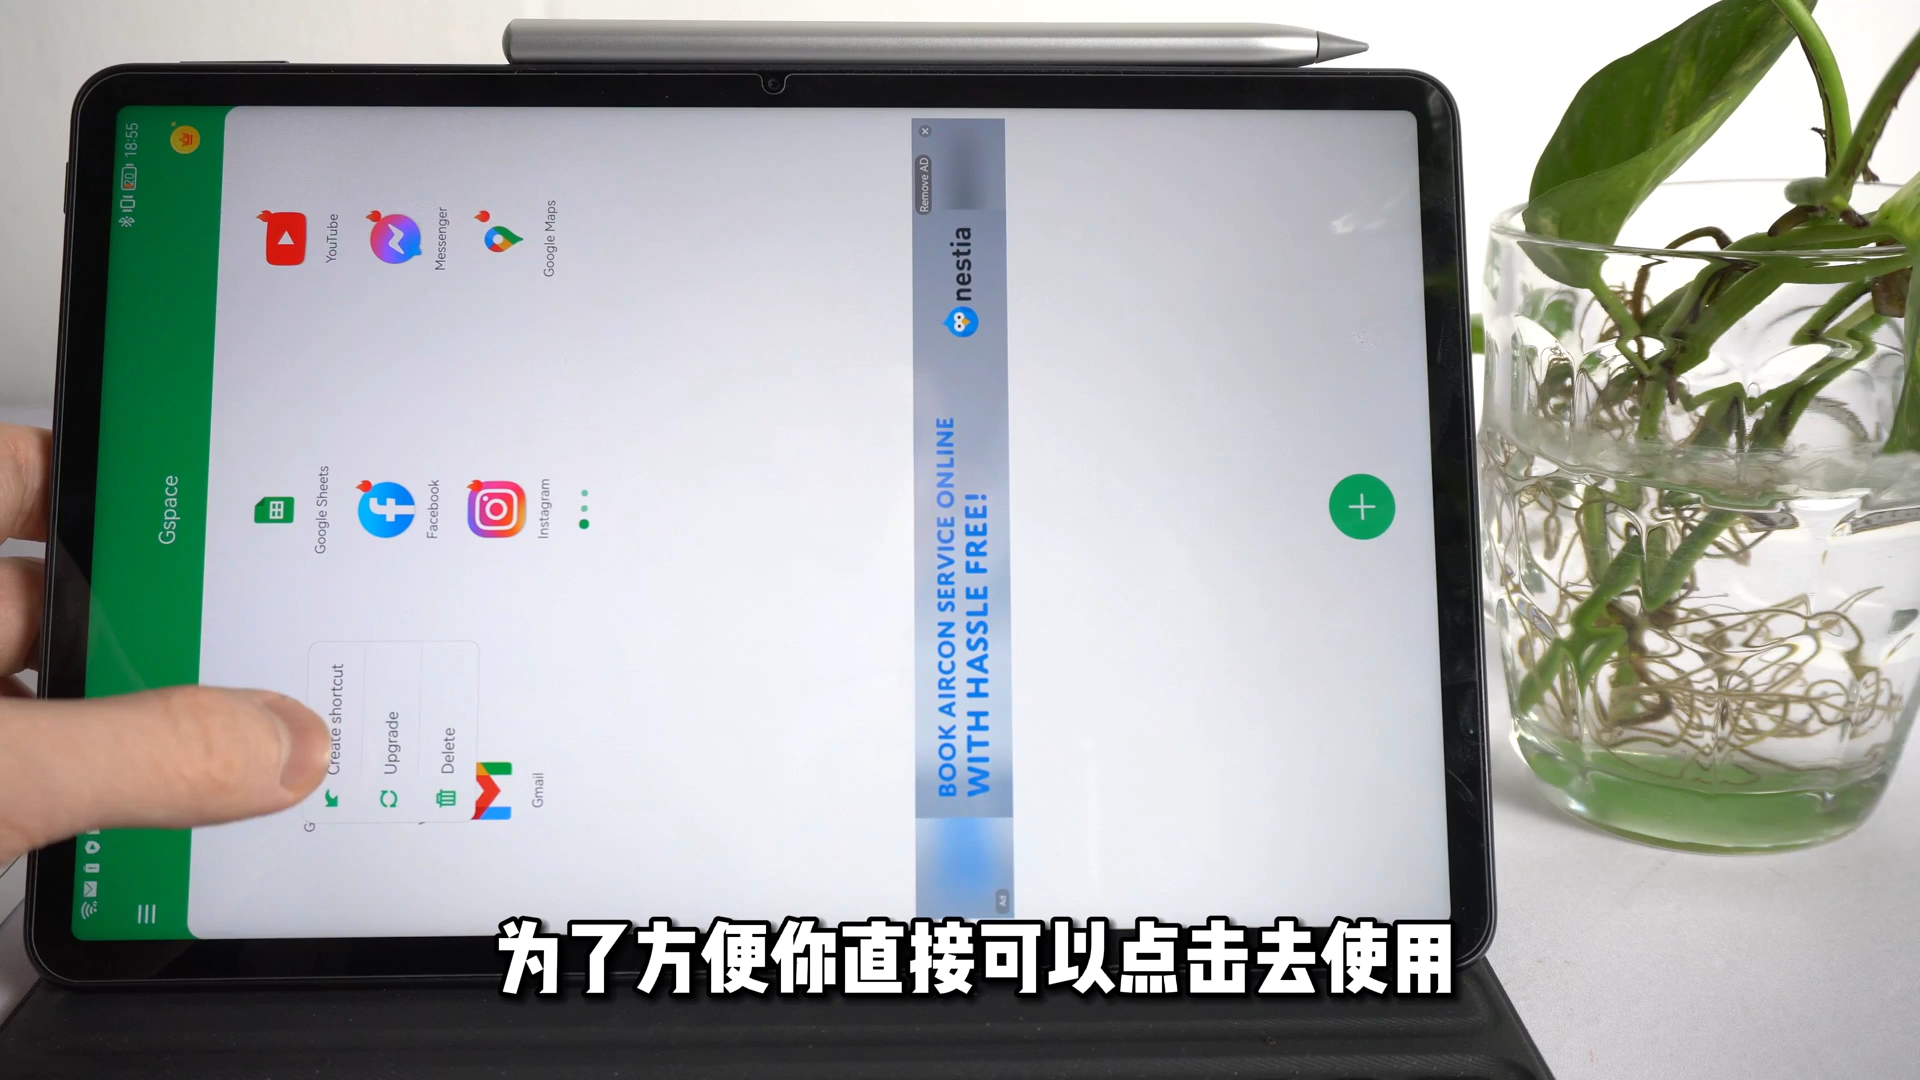 18:55
20
Gspace
Google Sheets
YouTube
Create shortcut
Upgrade
Delete
Facebook
Messenger
Gmail
Instagram
Google Maps
Remove AD
nestia
BOOK AIRCON SERVICE ONLINE
WITH HASSLE FREE!
Ad
为了方便你直接可以点击去使用